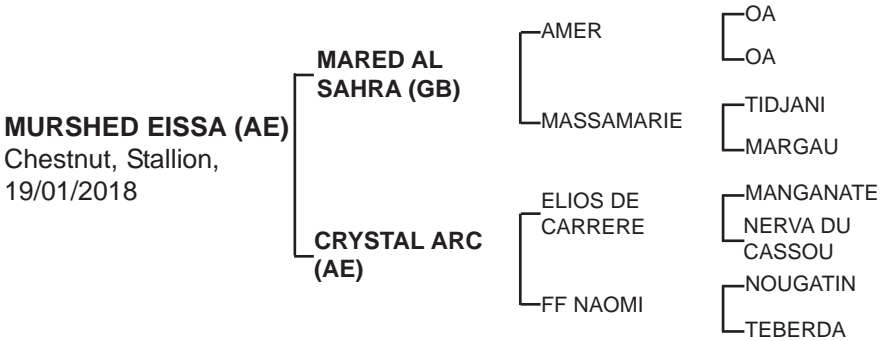 MURSHED EISSA (AE)
Chestnut, Stallion,
19/01/2018
MARED AL
SAHRA (GB)
CRYSTAL ARC
(AE)
AMER
MASSAMARIE
ELIOS DE
CARRERE
FF NAOMI
OA
OA
TIDJANI
MARGAU
MANGANATE
NERVA DU
CASSOU
NOUGATIN
TEBERDA